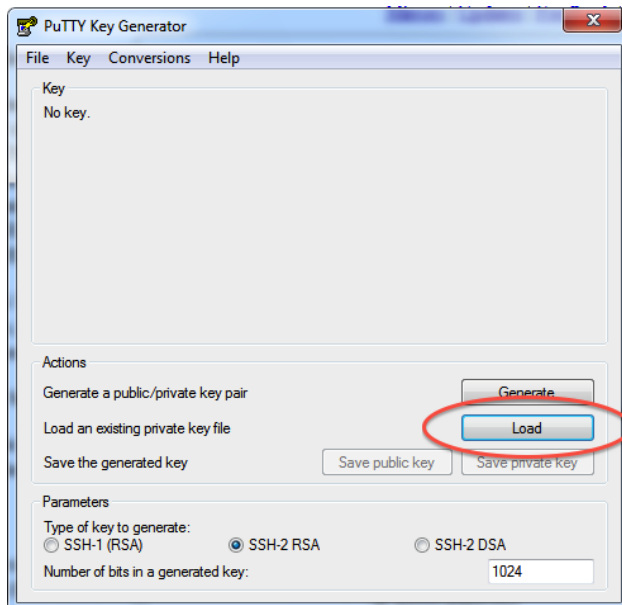 PuTTY Key Generator
File Key Conversions Help
Key
No key.
Actions
Generate a public/private key pair Generate
Load an existing private key file Load
Save the generated key Save public key Save private key
Parameters
Type of key to generate:
SSH-1 (RSA) SSH-2 RSA SSH-2 DSA
Number of bits in a generated key: 1024